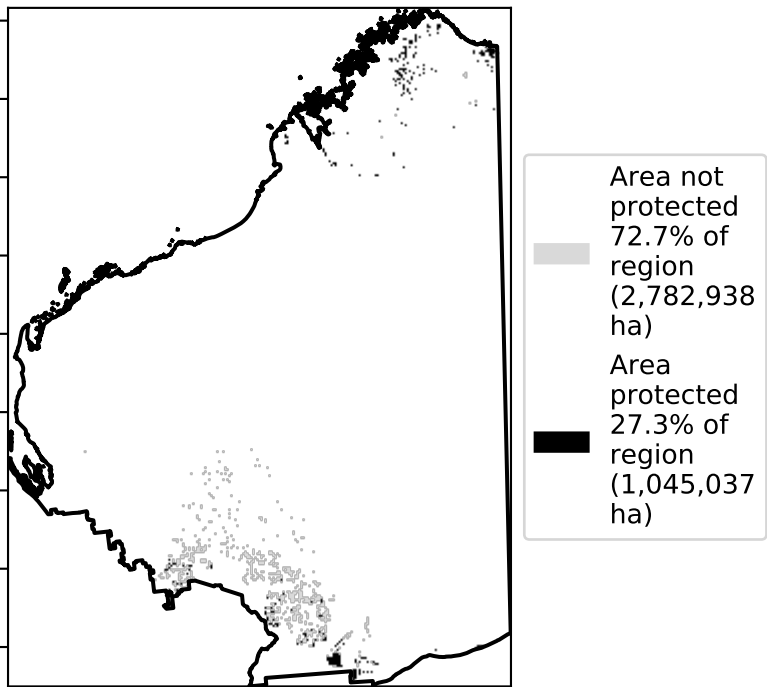 Area not
protected
72.7% of
region
(2,782,938
ha)
Area
protected
27.3% of
region
(1,045,037
ha)